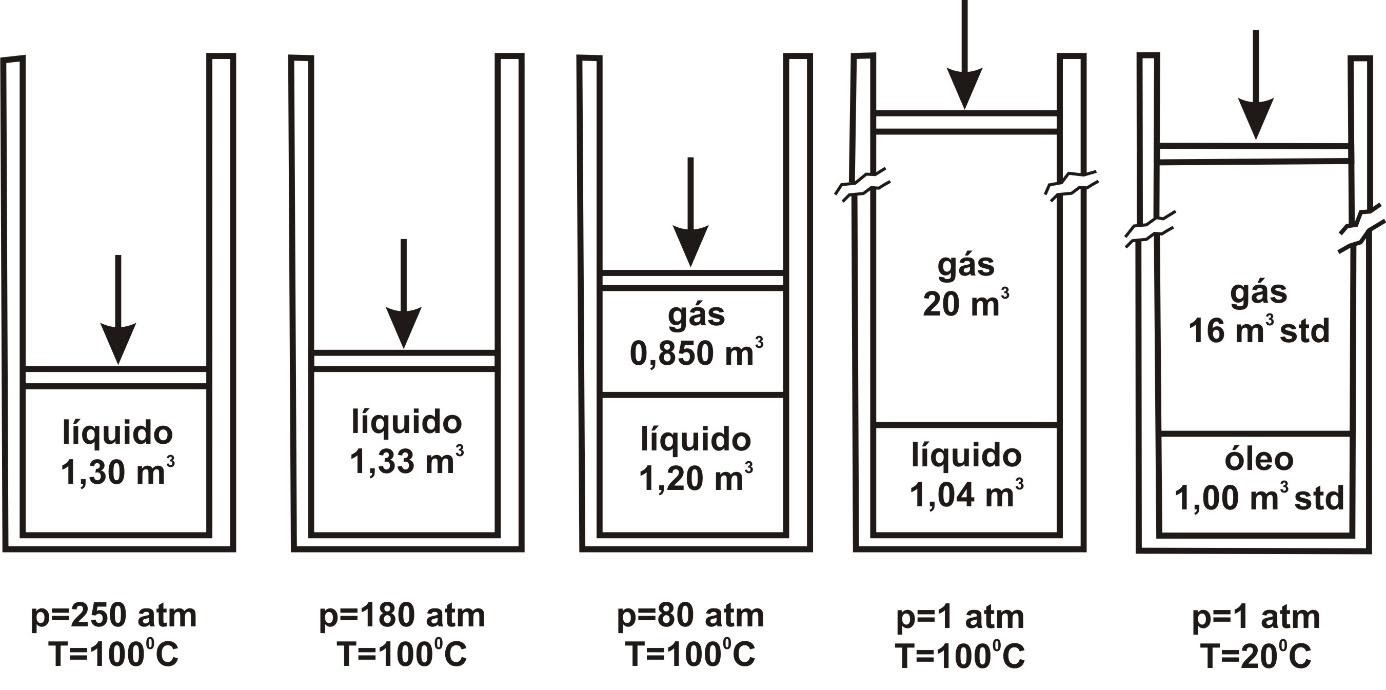 líquido
1,30 m³
p=250 atm
T=100⁰C
líquido
1,33 m³
p=180 atm
T=100⁰C
gás
0,850 m³
líquido
1,20 m³
p=80 atm
T=100⁰C
gás
20 m³
líquido
1,04 m³
p=1 atm
T=100⁰C
gás
16 m³ std
óleo
1,00 m³ std
p=1 atm
T=20⁰C